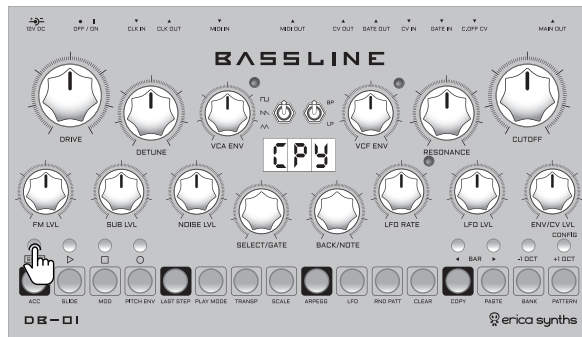 12V DC OFF / ON CLK IN CLK OUT MIDI IN MIDI OUT CV OUT GATE OUT CV IN GATE IN C.OFF CV MAIN OUT
BASSLINE
BP
LP
DRIVE DETUNE VCA ENV VCF ENV RESONANCE CUTOFF
CPY
FM LVL SUB LVL NOISE LVL SELECT/GATE BACK/NOTE LFO RATE LFO LVL ENV/CV LVL
CONFIG
BAR -1 OCT +1 OCT
ACC SLIDE MOD PITCH ENV LAST STEP PLAY MODE TRANSP SCALE ARPEGG LFO RND PATT CLEAR COPY PASTE BANK PATTERN
DB-01 erica synths